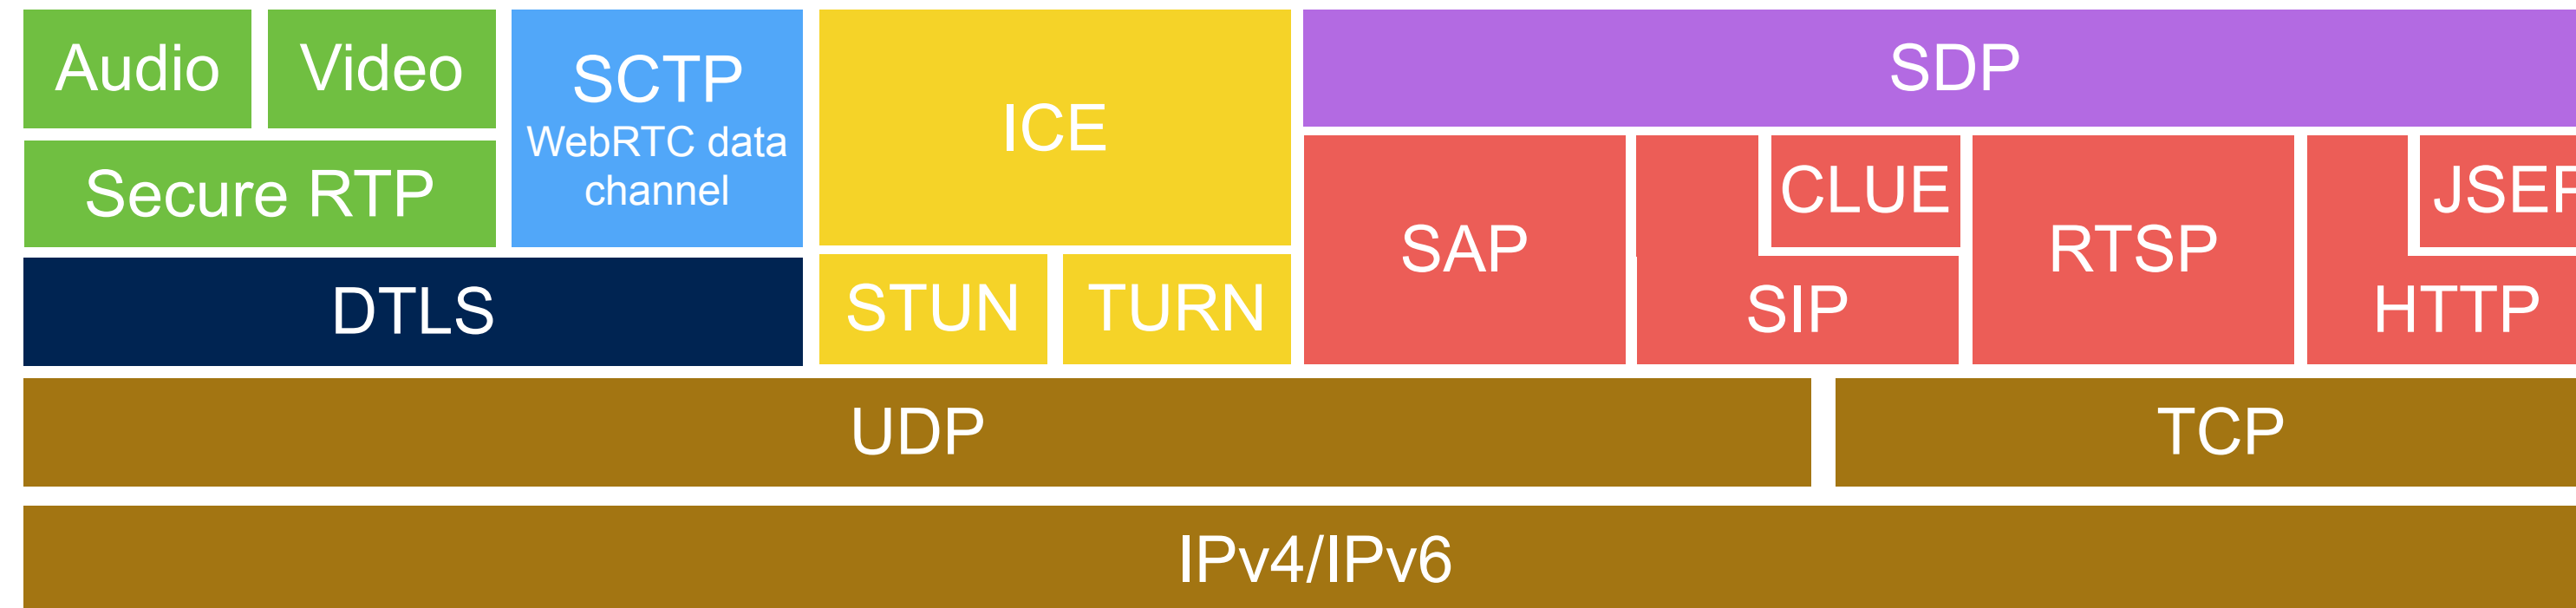 Audio
Video
SCTP
WebRTC data
channel
ICE
SDP
Secure RTP
SAP
CLUE
RTSP
JSEP
DTLS
STUN
TURN
SIP
HTTP
UDP
TCP
IPv4/IPv6